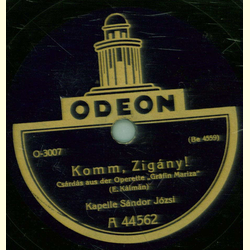 ODEON
O-3007
(Be 4559)
Komm, Zigány!
Csárdás aus der Operette „Gräfin Mariza"
(E. Kálmán)
Kapelle Sándor Józsi
A 44562